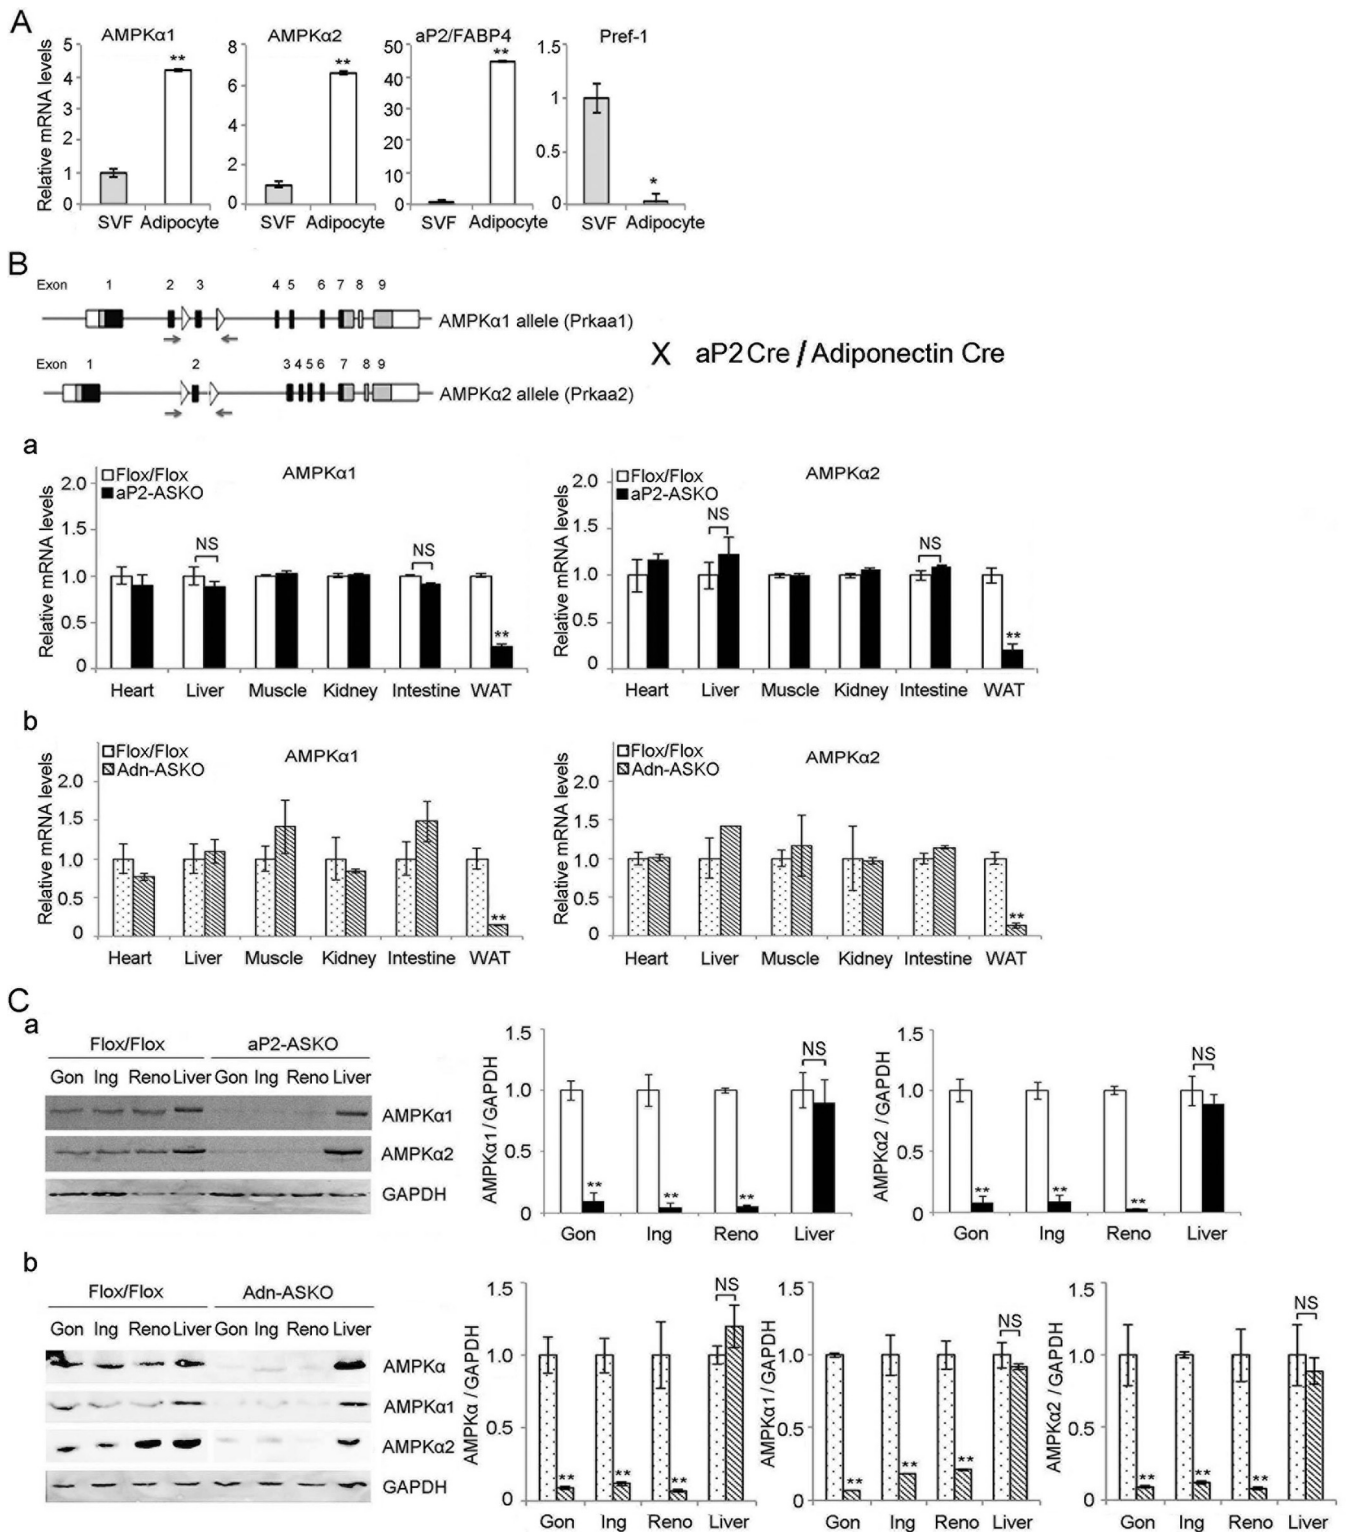 A
AMPKα1 AMPKα2 aP2/FABP4 Pref-1
Relative mRNA levels
5 4 3 2 1 0
**
SVF Adipocyte
8 6 4 2 0
**
SVF Adipocyte
50 40 30 20 10 0
**
SVF Adipocyte
1.5 1 0.5 0
*
SVF Adipocyte
B
Exon 1 2 3 4 5 6 7 8 9
AMPKα1 allele (Prkaa1)
X aP2 Cre / Adiponectin Cre
Exon 1 2 3 4 5 6 7 8 9
AMPKα2 allele (Prkaa2)
a
Flox/Flox
aP2-ASKO
AMPKα1
Relative mRNA levels
2.0 1.5 1.0 0.5 0
NS NS **
Heart Liver Muscle Kidney Intestine WAT
Flox/Flox
aP2-ASKO
AMPKα2
Relative mRNA levels
2.0 1.5 1.0 0.5 0
NS NS **
Heart Liver Muscle Kidney Intestine WAT
b
Flox/Flox
Adn-ASKO
AMPKα1
Relative mRNA levels
2.0 1.5 1.0 0.5 0
**
Heart Liver Muscle Kidney Intestine WAT
Flox/Flox
Adn-ASKO
AMPKα2
Relative mRNA levels
2.0 1.5 1.0 0.5 0
**
Heart Liver Muscle Kidney Intestine WAT
C
a
Flox/Flox aP2-ASKO
Gon Ing Reno Liver Gon Ing Reno Liver
AMPKα1
AMPKα2
GAPDH
AMPKα1 / GAPDH
1.5 1.0 0.5 0
** ** ** NS
Gon Ing Reno Liver
AMPKα2 / GAPDH
1.5 1.0 0.5 0
** ** ** NS
Gon Ing Reno Liver
b
Flox/Flox Adn-ASKO
Gon Ing Reno Liver Gon Ing Reno Liver
AMPKα
AMPKα1
AMPKα2
GAPDH
AMPKα / GAPDH
1.5 1.0 0.5 0
** ** ** NS
Gon Ing Reno Liver
AMPKα1 / GAPDH
1.5 1.0 0.5 0
** ** ** NS
Gon Ing Reno Liver
AMPKα2 / GAPDH
1.5 1.0 0.5 0
** ** ** NS
Gon Ing Reno Liver